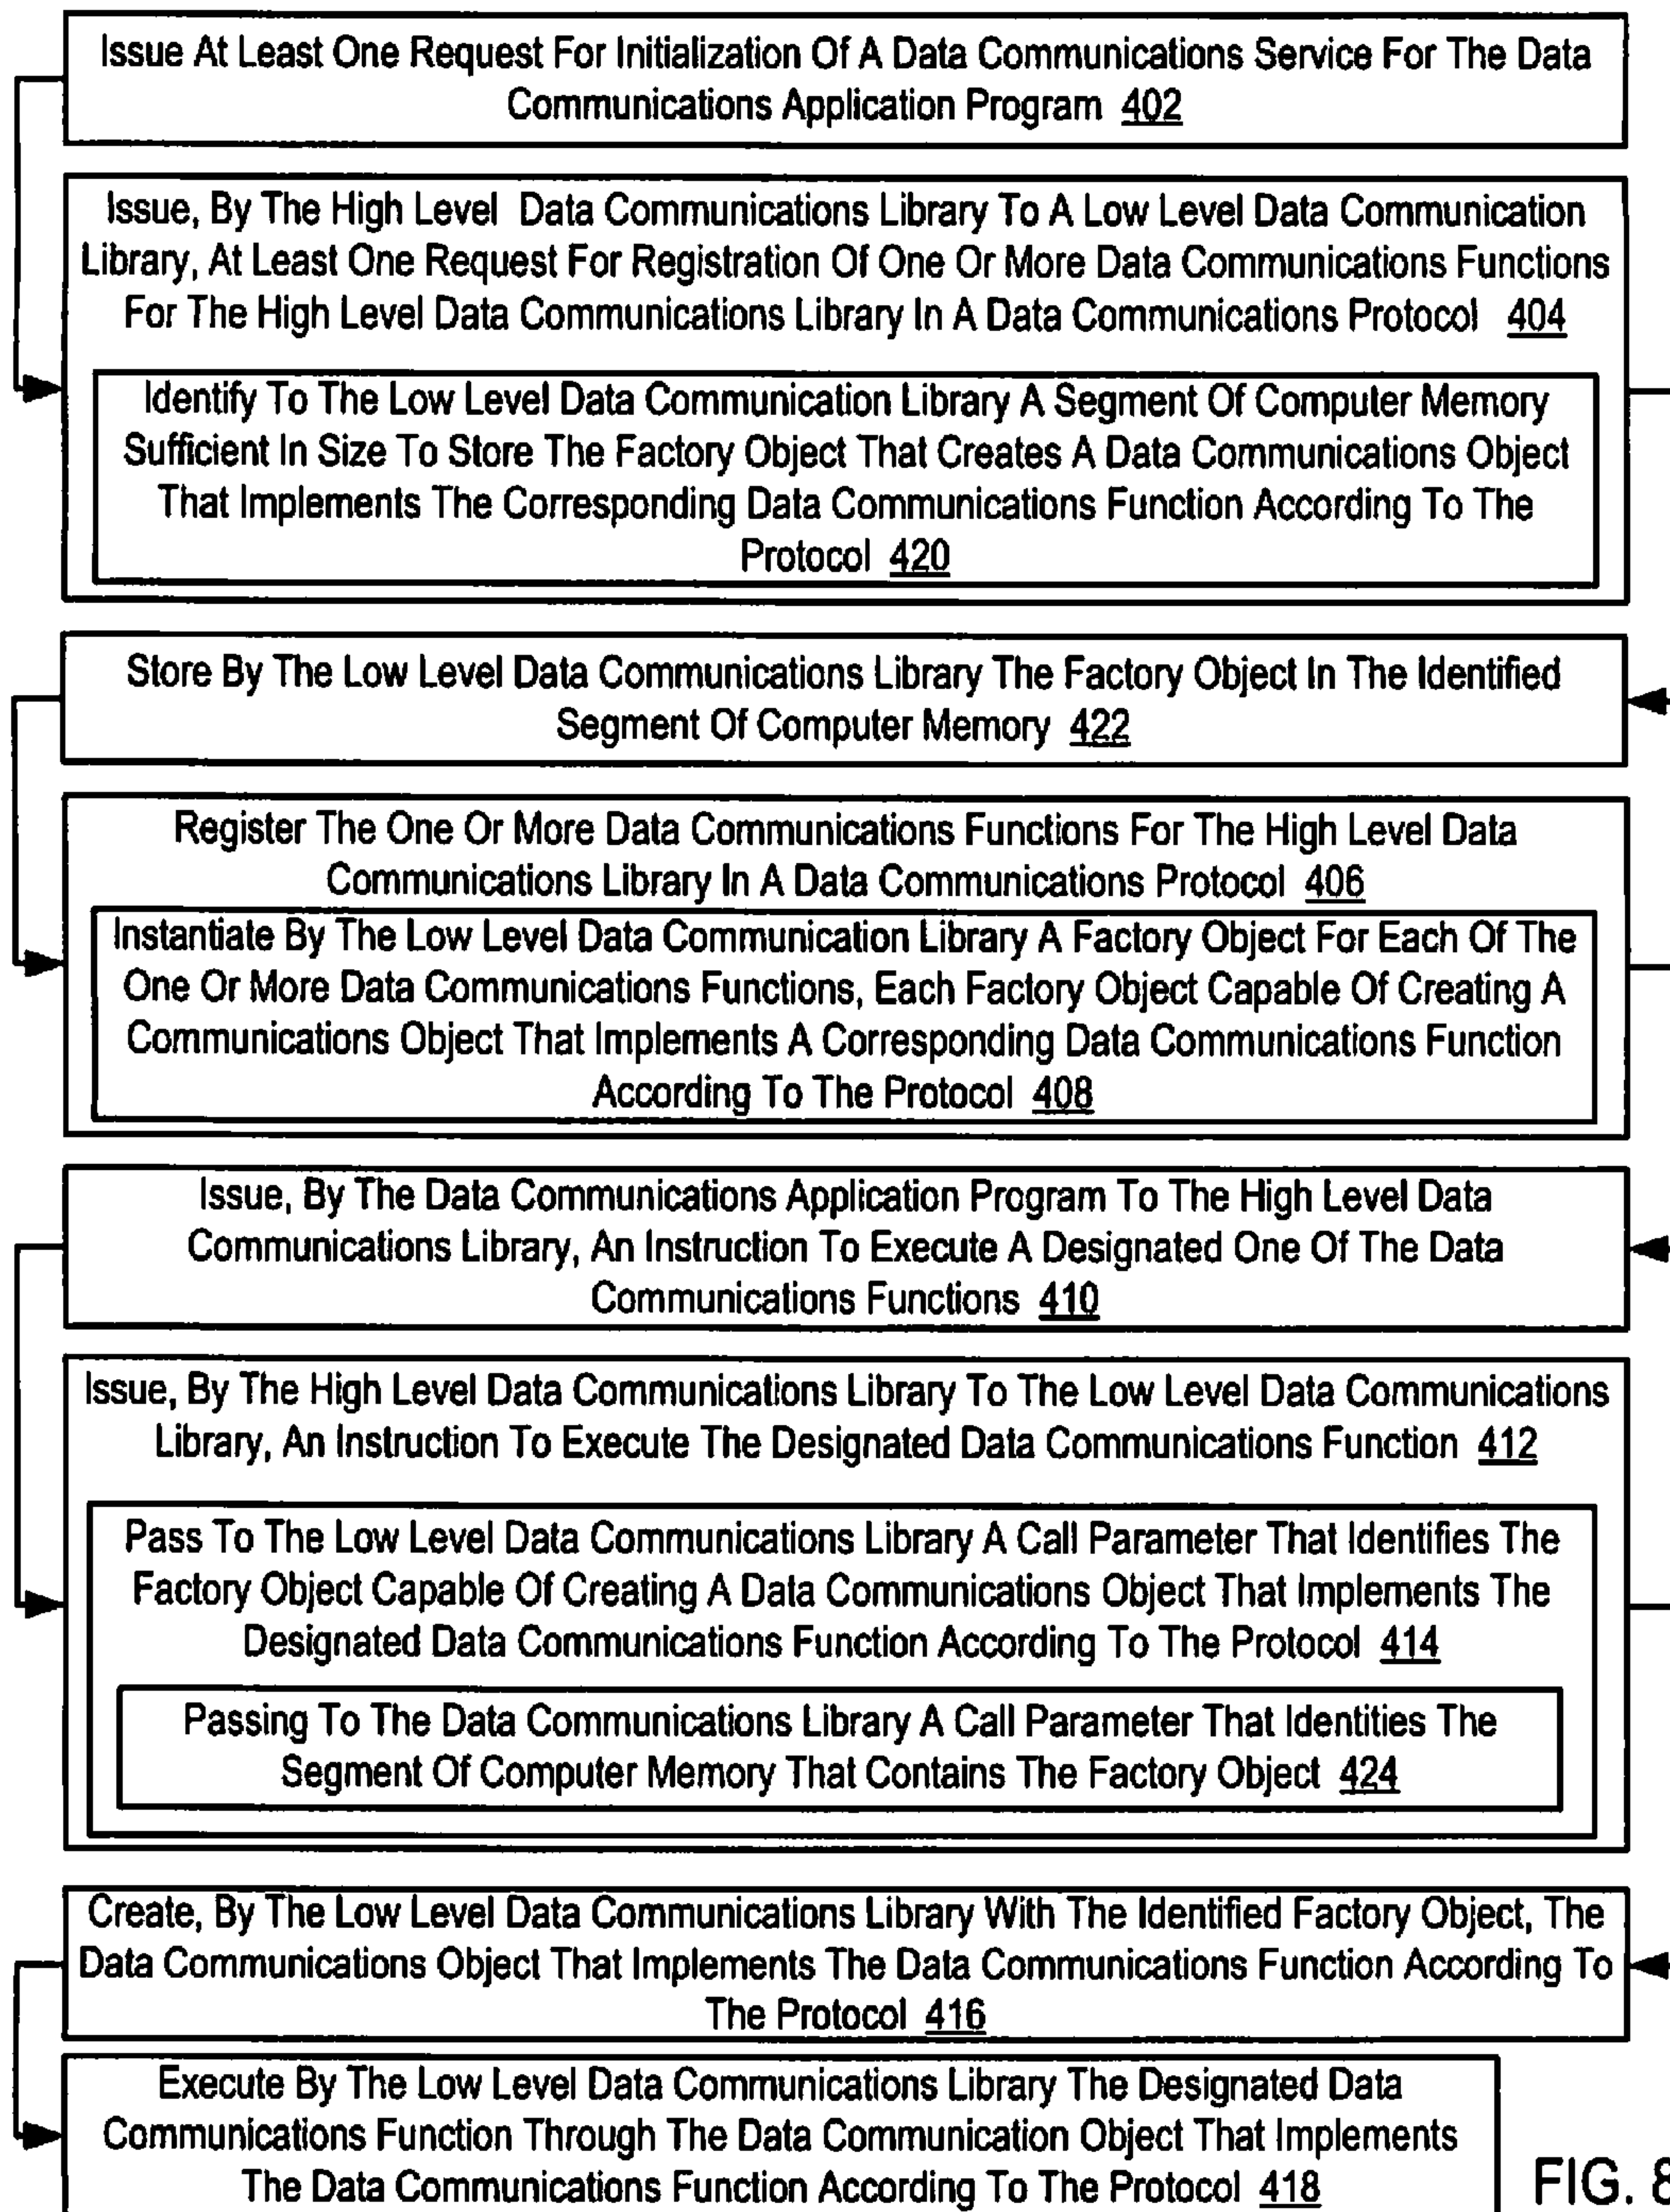 Issue At Least One Request For Initialization Of A Data Communications Service For The Data
Communications Application Program 402
Issue, By The High Level Data Communications Library To A Low Level Data Communication
Library, At Least One Request For Registration Of One Or More Data Communications Functions
For The High Level Data Communications Library In A Data Communications Protocol 404
Identify To The Low Level Data Communication Library A Segment Of Computer Memory
Sufficient In Size To Store The Factory Object That Creates A Data Communications Object
That Implements The Corresponding Data Communications Function According To The
Protocol 420
Store By The Low Level Data Communications Library The Factory Object In The Identified
Segment Of Computer Memory 422
Register The One Or More Data Communications Functions For The High Level Data
Communications Library In A Data Communications Protocol 406
Instantiate By The Low Level Data Communication Library A Factory Object For Each Of The
One Or More Data Communications Functions, Each Factory Object Capable Of Creating A
Communications Object That Implements A Corresponding Data Communications Function
According To The Protocol 408
Issue, By The Data Communications Application Program To The High Level Data
Communications Library, An Instruction To Execute A Designated One Of The Data
Communications Functions 410
Issue, By The High Level Data Communications Library To The Low Level Data Communications
Library, An Instruction To Execute The Designated Data Communications Function 412
Pass To The Low Level Data Communications Library A Call Parameter That Identifies The
Factory Object Capable Of Creating A Data Communications Object That Implements The
Designated Data Communications Function According To The Protocol 414
Passing To The Data Communications Library A Call Parameter That Identities The
Segment Of Computer Memory That Contains The Factory Object 424
Create, By The Low Level Data Communications Library With The Identified Factory Object, The
Data Communications Object That Implements The Data Communications Function According To
The Protocol 416
Execute By The Low Level Data Communications Library The Designated Data
Communications Function Through The Data Communication Object That Implements
The Data Communications Function According To The Protocol 418
FIG. 8